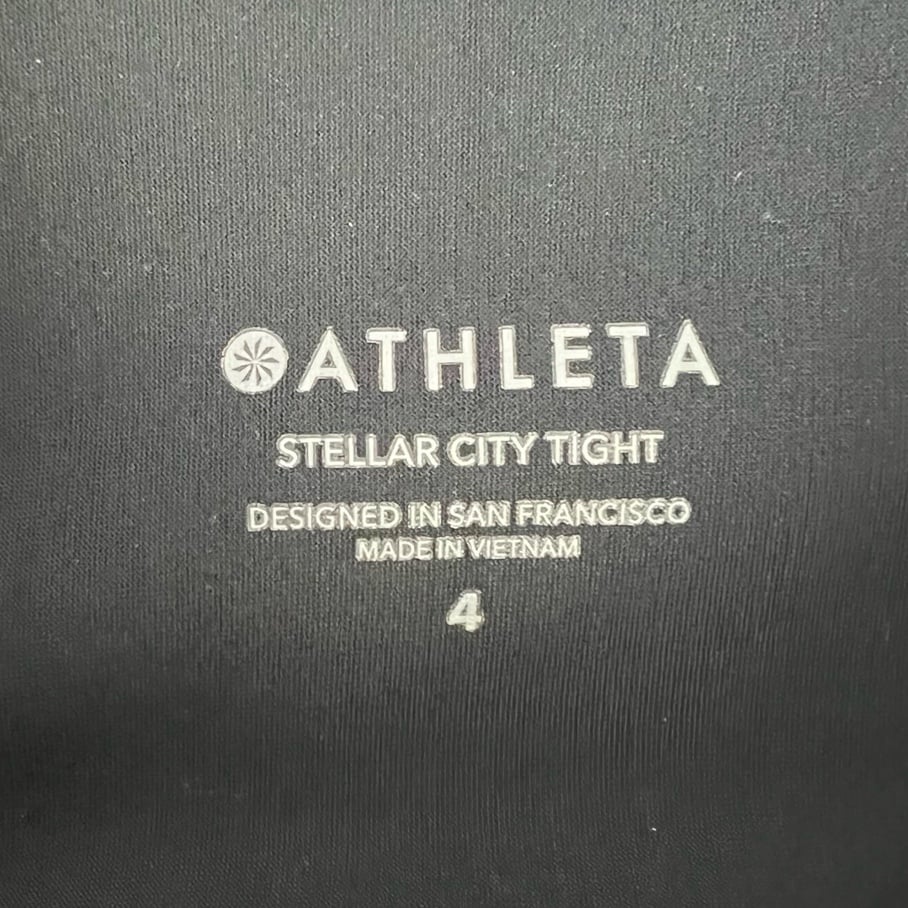 ATHLETA
STELLAR CITY TIGHT
DESIGNED IN SAN FRANCISCO
MADE IN VIETNAM
4